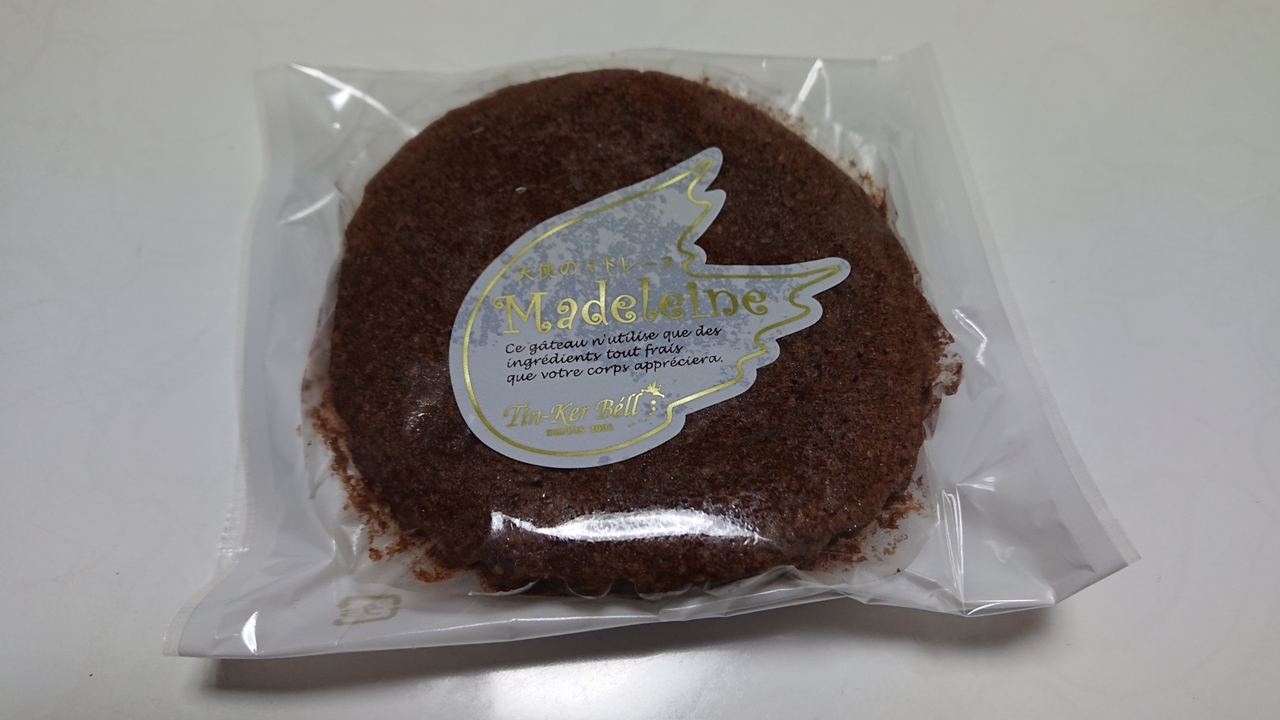 天使のマドレーヌ
Madeleine
Ce gâteau n'utilise que des
ingrédients tout frais
que votre corps appréciera.
Tin-Ker Béll